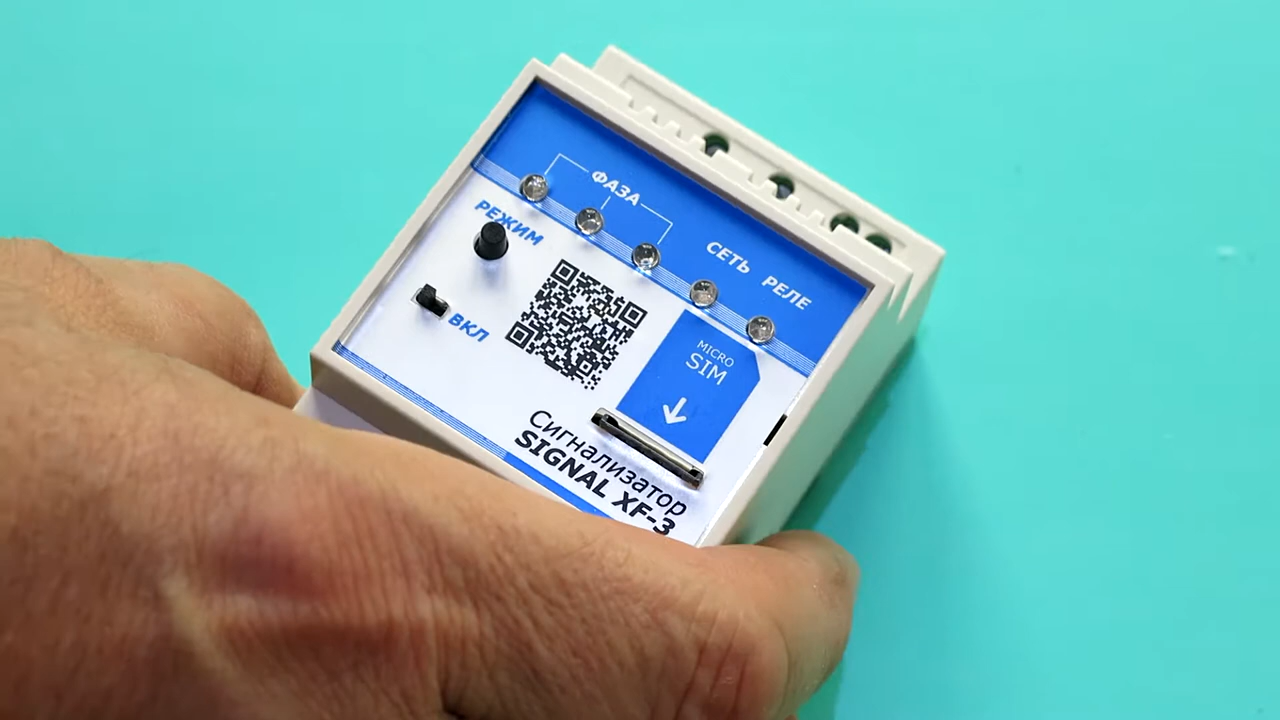 ФАЗА
СЕТЬ РЕЛЕ
РЕЖИМ
ВКЛ
MICRO
SIM
Сигнализатор
SIGNAL XF-3